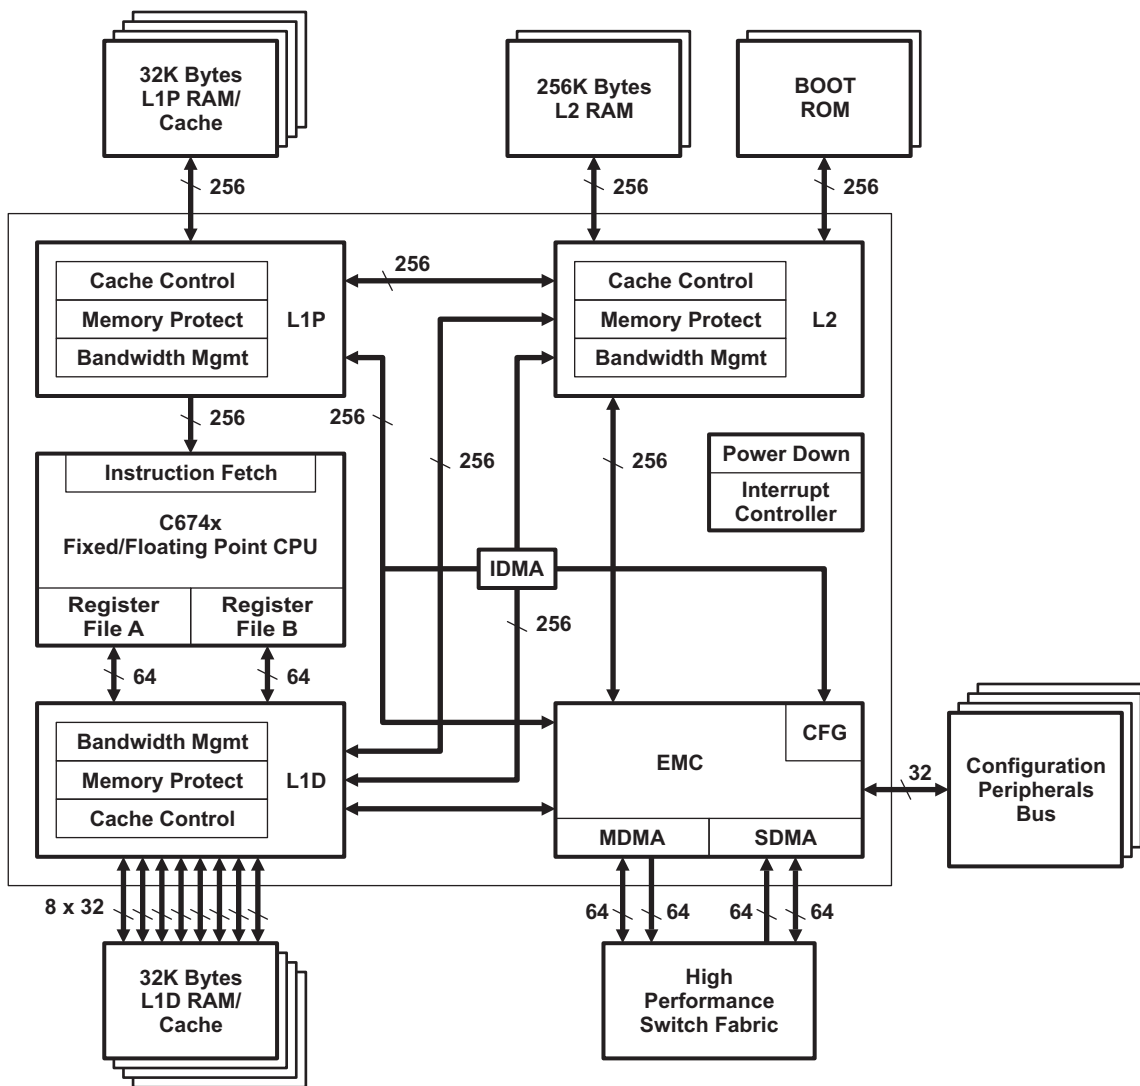 32K Bytes
L1P RAM/
Cache
256K Bytes
L2 RAM
BOOT
ROM
256
256
256
Cache Control
Memory Protect
Bandwidth Mgmt
L1P
256
Cache Control
Memory Protect
Bandwidth Mgmt
L2
256
256
256
256
Power Down
Interrupt
Controller
Instruction Fetch
C674x
Fixed/Floating Point CPU
Register
File A
Register
File B
IDMA
256
64
64
Bandwidth Mgmt
Memory Protect
Cache Control
L1D
EMC
CFG
MDMA
SDMA
32
Configuration
Peripherals
Bus
8 x 32
64
64
64
64
32K Bytes
L1D RAM/
Cache
High
Performance
Switch Fabric